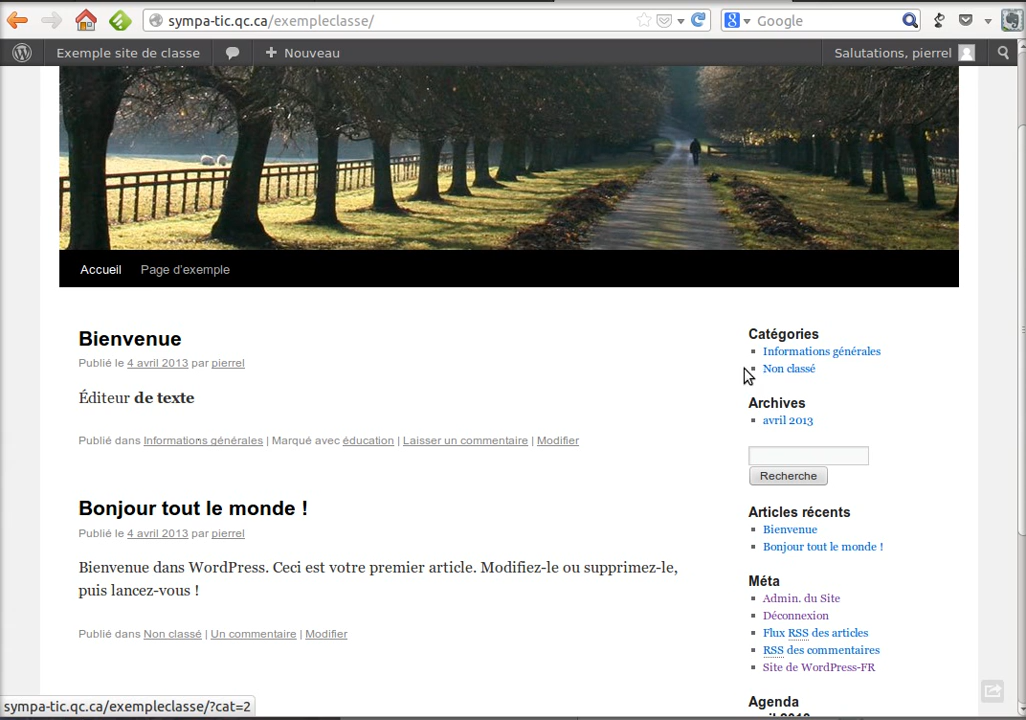 sympa-tic.qc.ca/exempleclasse/
Google
Exemple site de classe
Nouveau
Salutations, pierrel
Accueil
Page d'exemple
Bienvenue
Publié le 4 avril 2013 par pierrel
Éditeur de texte
Publié dans Informations générales | Marqué avec éducation | Laisser un commentaire | Modifier
Bonjour tout le monde !
Publié le 4 avril 2013 par pierrel
Bienvenue dans WordPress. Ceci est votre premier article. Modifiez-le ou supprimez-le,
puis lancez-vous !
Publié dans Non classé | Un commentaire | Modifier
Catégories
Informations générales
Non classé
Archives
avril 2013
Recherche
Articles récents
Bienvenue
Bonjour tout le monde !
Méta
Admin. du Site
Déconnexion
Flux RSS des articles
RSS des commentaires
Site de WordPress-FR
Agenda
sympa-tic.qc.ca/exempleclasse/?cat=2